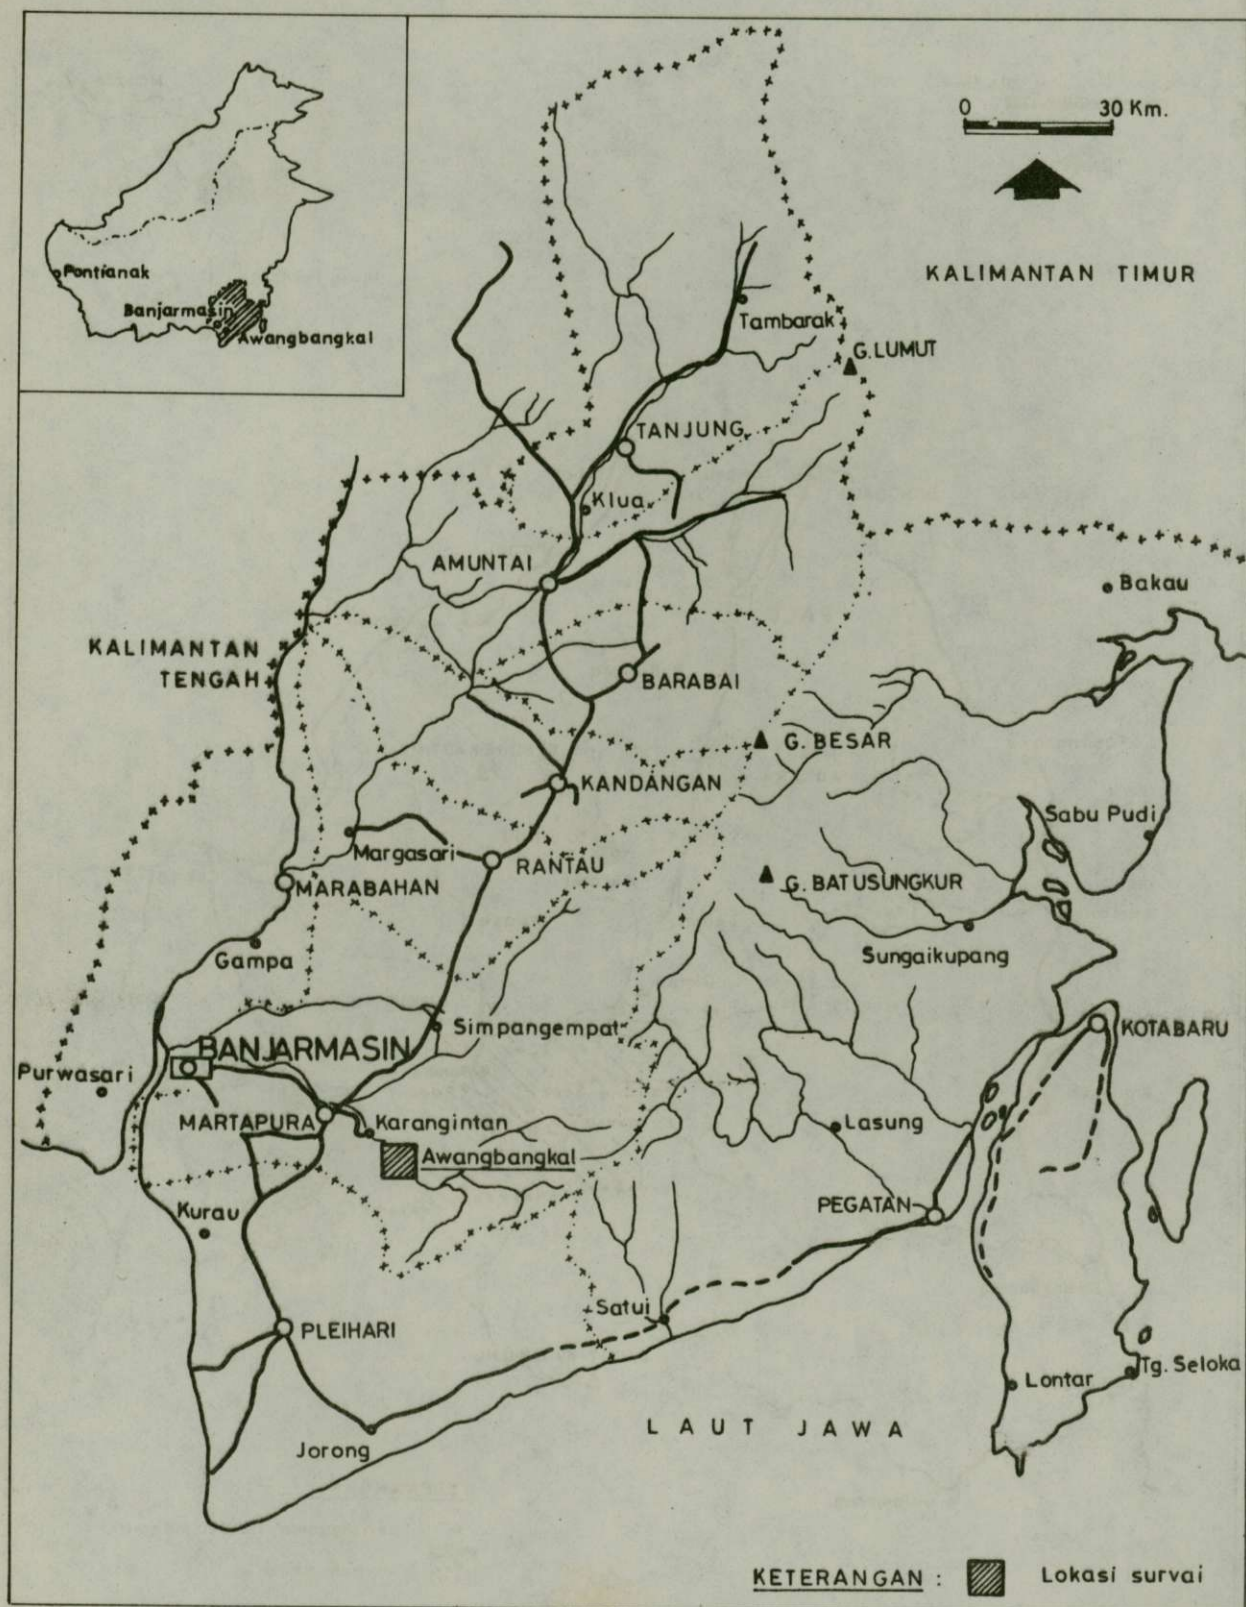 Pontianak
Banjarmasin
Awangbangkal
0 30 Km.
KALIMANTAN TIMUR
Tambarak
G. LUMUT
TANJUNG
Klua
AMUNTAI
Bakau
KALIMANTAN
TENGAH
BARABAI
G. BESAR
KANDANGAN
Sabu Pudi
Margasari
RANTAU
G. BATUSUNGKUR
MARABAHAN
Gampa
Sungaikupang
Simpangempat
KOTABARU
BANJARMASIN
Purwasari
MARTAPURA
Karangintan
Lasung
Awangbangkal
PEGATAN
Kurau
Satui
PLEIHARI
Tg. Seloka
Lontar
LAUT JAWA
Jorong
KETERANGAN : Lokasi survai